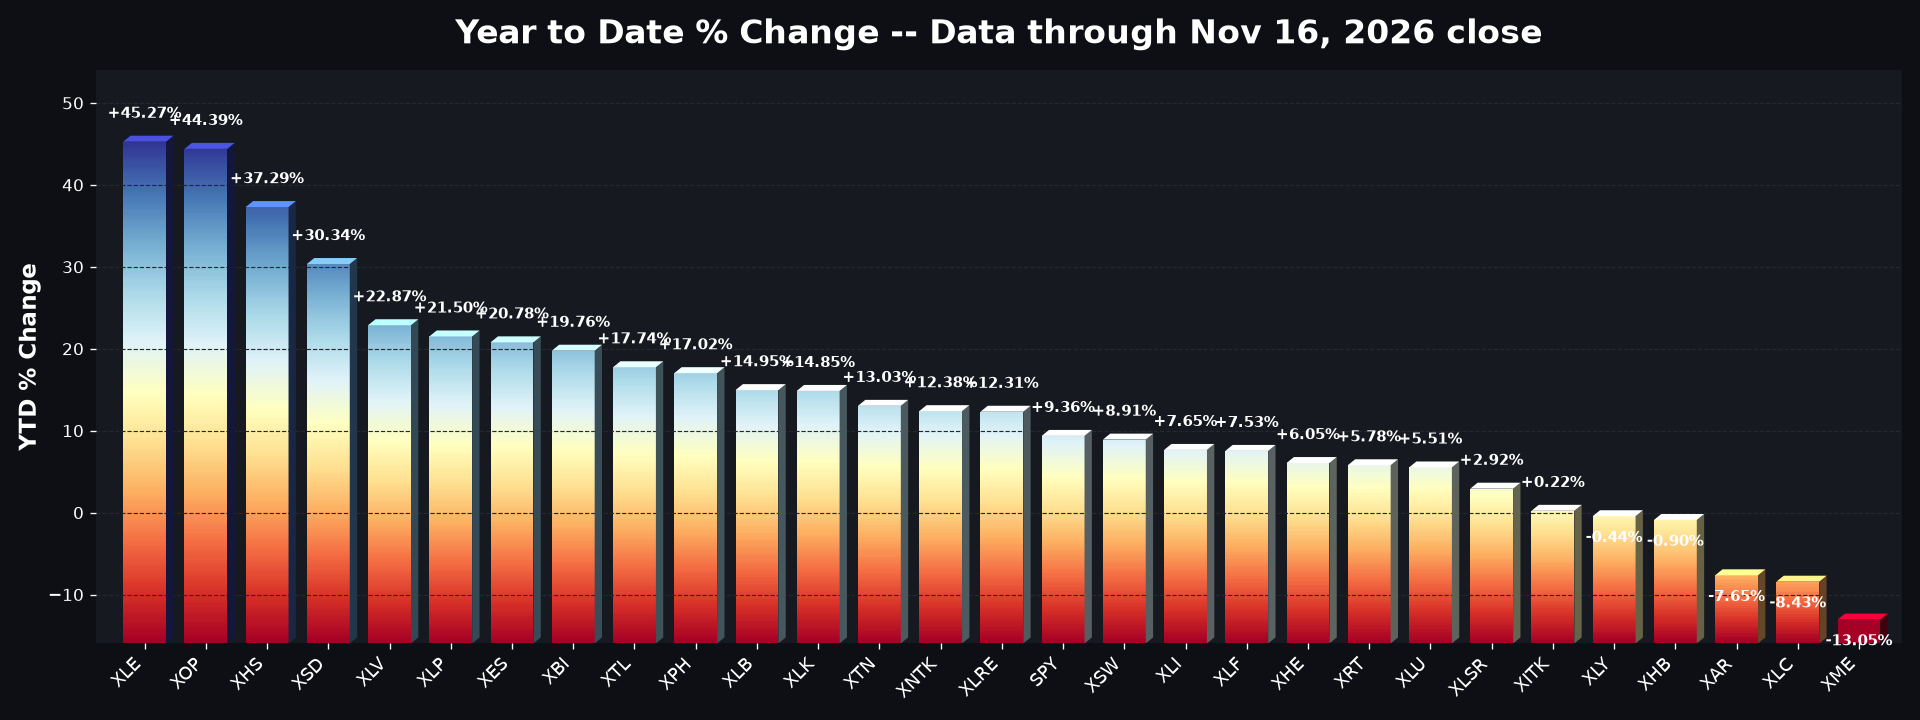 Year to Date % Change -- Data through Nov 16, 2026 close
YTD % Change
50
40
30
20
10
0
−10
+45.27%
+44.39%
+37.29%
+30.34%
+22.87%
+21.50%
+20.78%
+19.76%
+17.74%
+17.02%
+14.95%
+14.85%
+13.03%
+12.38%
+12.31%
+9.36%
+8.91%
+7.65%
+7.53%
+6.05%
+5.78%
+5.51%
+2.92%
+0.22%
-0.44%
-0.90%
-7.65%
-8.43%
-13.05%
XLE
XOP
XHS
XSD
XLV
XLP
XES
XBI
XTL
XPH
XLB
XLK
XTN
XNTK
XLRE
SPY
XSW
XLI
XLF
XHE
XRT
XLU
XLSR
XITK
XLY
XHB
XAR
XLC
XME